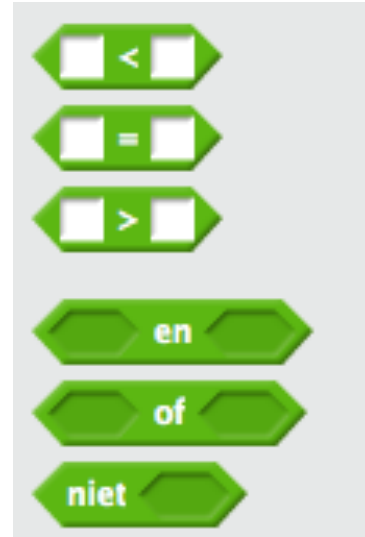 <
=
>
en
of
niet